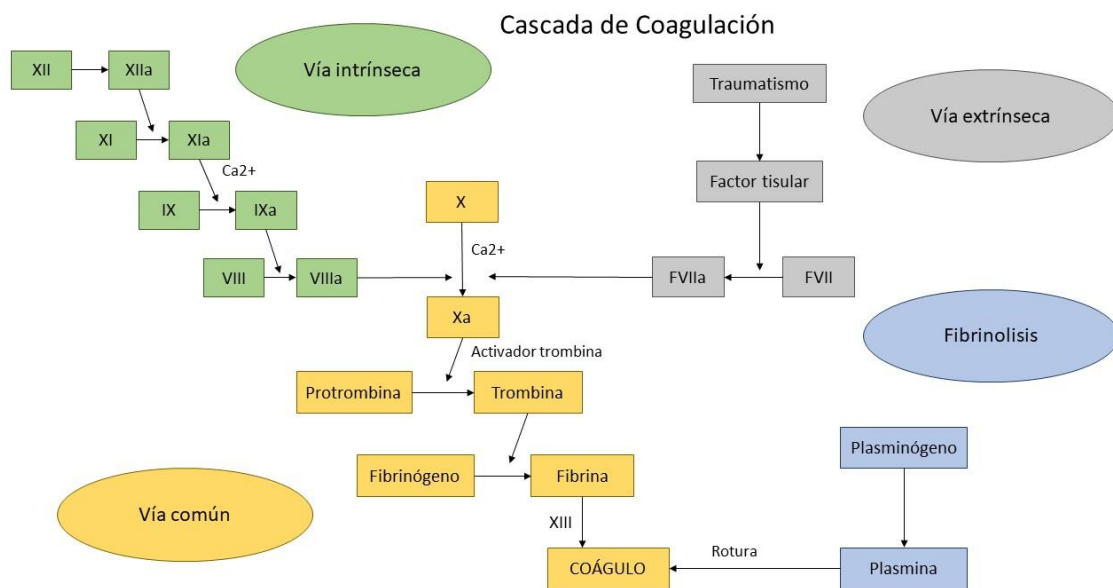 Cascada de Coagulación
Vía intrínseca
XII
XIIa
Traumatismo
Vía extrínseca
XI
XIa
Ca2+
Factor tisular
IX
IXa
X
Ca2+
VIII
VIIIa
FVIIa
FVII
Xa
Fibrinolisis
Activador trombina
Protrombina
Trombina
Plasminógeno
Fibrinógeno
Fibrina
Vía común
XIII
COÁGULO
Rotura
Plasmina